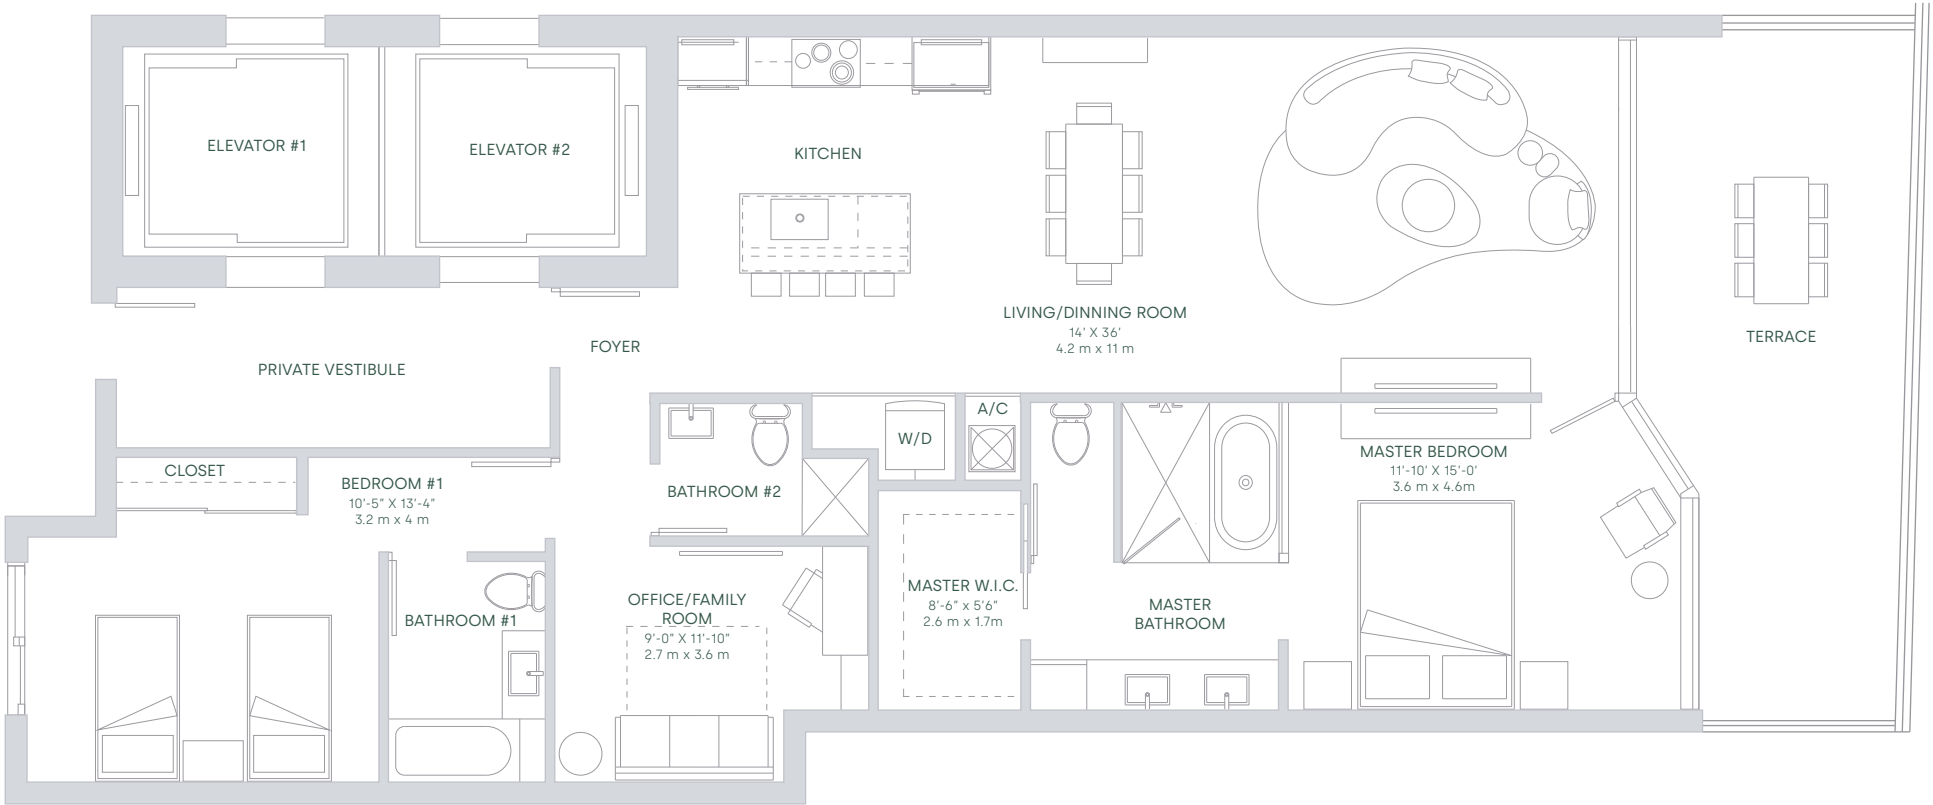 ELEVATOR #1
ELEVATOR #2
KITCHEN
LIVING/DINNING ROOM
14' X 36'
4.2 m x 11 m
TERRACE
FOYER
PRIVATE VESTIBULE
A/C
W/D
CLOSET
BEDROOM #1
10'-5" X 13'-4"
3.2 m x 4 m
BATHROOM #2
MASTER BEDROOM
11'-10' X 15'-0'
3.6 m x 4.6m
BATHROOM #1
OFFICE/FAMILY
ROOM
9'-0" X 11'-10"
2.7 m x 3.6 m
MASTER W.I.C.
8'-6" x 5'6"
2.6 m x 1.7m
MASTER
BATHROOM